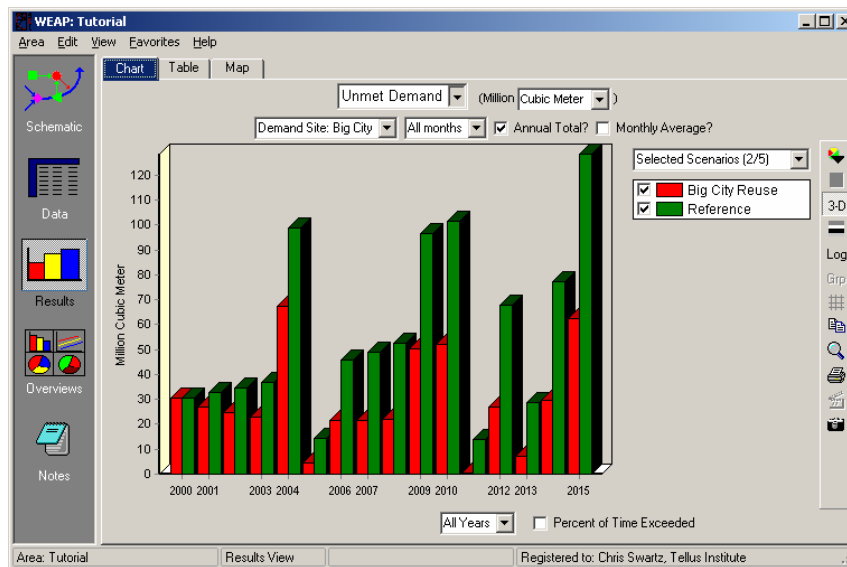 WEAP: Tutorial
Area Edit View Favorites Help
Chart Table Map
Unmet Demand (Million Cubic Meter )
Demand Site: Big City All months Annual Total? Monthly Average?
Selected Scenarios (2/5)
Big City Reuse
Reference
Schematic
Data
Results
Overviews
Notes
3-D
Log
Grp
Million Cubic Meter
120
110
100
90
80
70
60
50
40
30
20
10
0
2000 2001 2003 2004 2006 2007 2009 2010 2012 2013 2015
All Years Percent of Time Exceeded
Area: Tutorial Results View Registered to: Chris Swartz, Tellus Institute